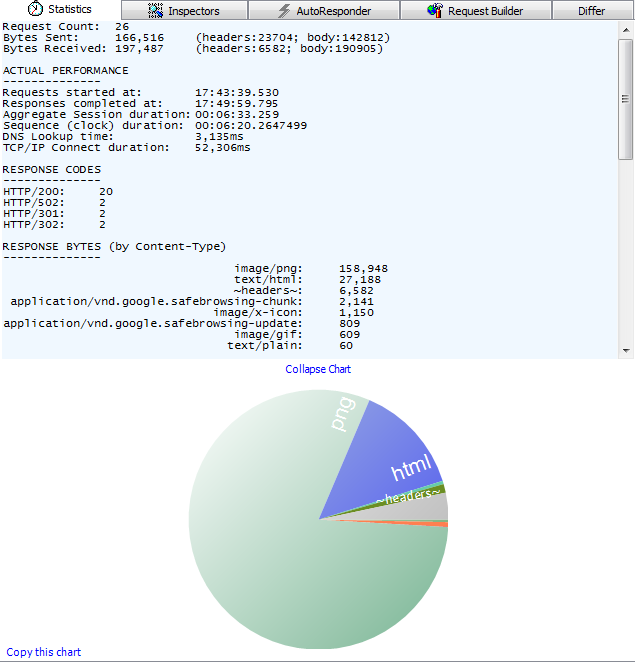 Statistics
Inspectors
AutoResponder
Request Builder
Differ
Request Count: 26
Bytes Sent: 166,516 (headers:23704; body:142812)
Bytes Received: 197,487 (headers:6582; body:190905)
ACTUAL PERFORMANCE
--------------
Requests started at: 17:43:39.530
Responses completed at: 17:49:59.795
Aggregate Session duration: 00:06:33.259
Sequence (clock) duration: 00:06:20.2647499
DNS Lookup time: 3,135ms
TCP/IP Connect duration: 52,306ms
RESPONSE CODES
--------------
HTTP/200: 20
HTTP/502: 2
HTTP/301: 2
HTTP/302: 2
RESPONSE BYTES (by Content-Type)
--------------
image/png: 158,948
text/html: 27,188
~headers~: 6,582
application/vnd.google.safebrowsing-chunk: 2,141
image/x-icon: 1,150
application/vnd.google.safebrowsing-update: 809
image/gif: 609
text/plain: 60
Collapse Chart
png
html
~headers~
Copy this chart